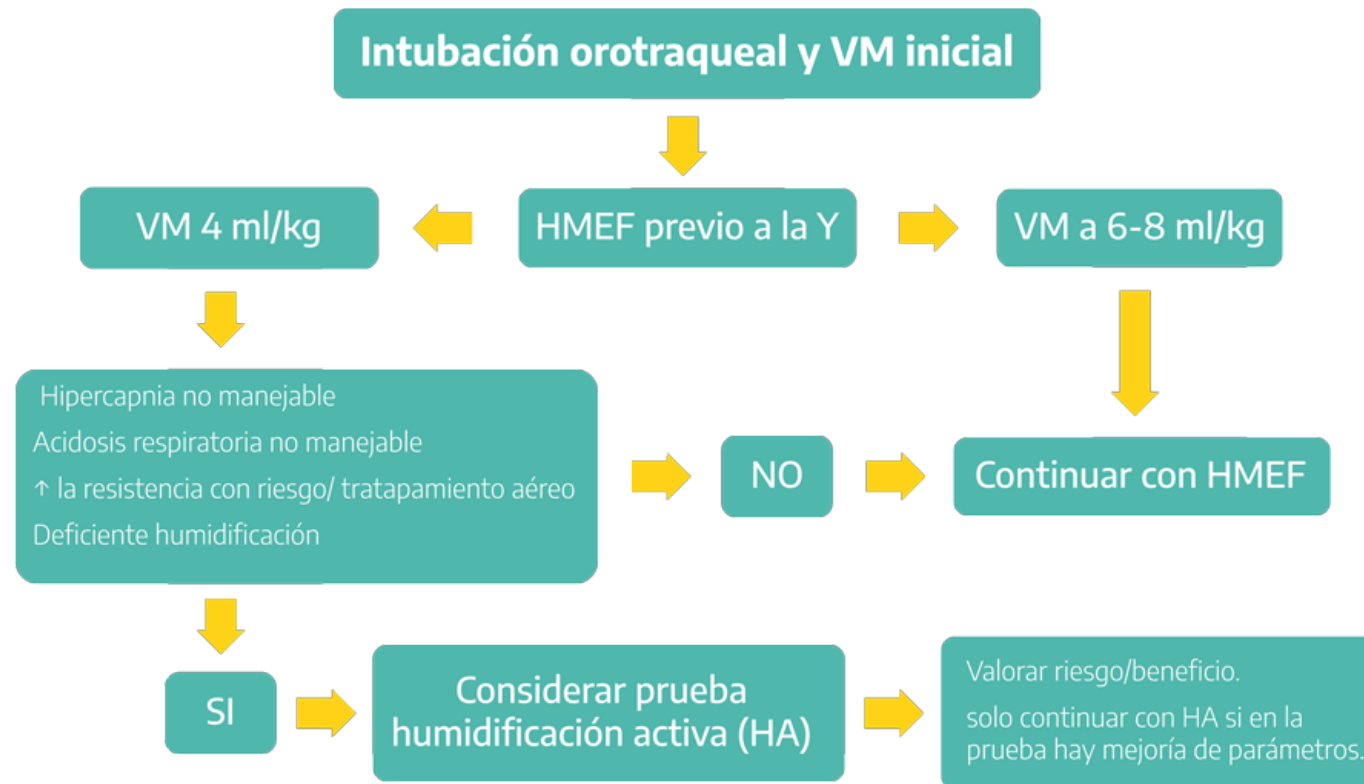 Intubación orotraqueal y VM inicial
VM 4 ml/kg
HMEF previo a la Y
VM a 6-8 ml/kg
Hipercapnia no manejable
Acidosis respiratoria no manejable
↑ la resistencia con riesgo/ tratapamiento aéreo
Deficiente humidificación
NO
Continuar con HMEF
SI
Considerar prueba
humidificación activa (HA)
Valorar riesgo/beneficio.
solo continuar con HA si en la
prueba hay mejoría de parámetros.